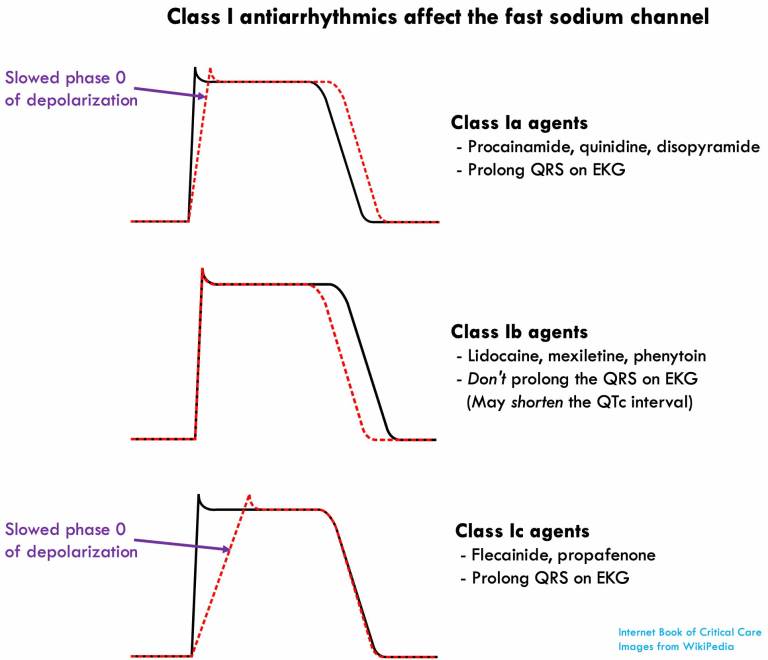 Class I antiarrhythmics affect the fast sodium channel
Slowed phase 0
of depolarization
Class Ia agents
- Procainamide, quinidine, disopyramide
- Prolong QRS on EKG
Class Ib agents
- Lidocaine, mexiletine, phenytoin
- Don't prolong the QRS on EKG
(May shorten the QTc interval)
Slowed phase 0
of depolarization
Class Ic agents
- Flecainide, propafenone
- Prolong QRS on EKG
Internet Book of Critical Care
Images from WikiPedia